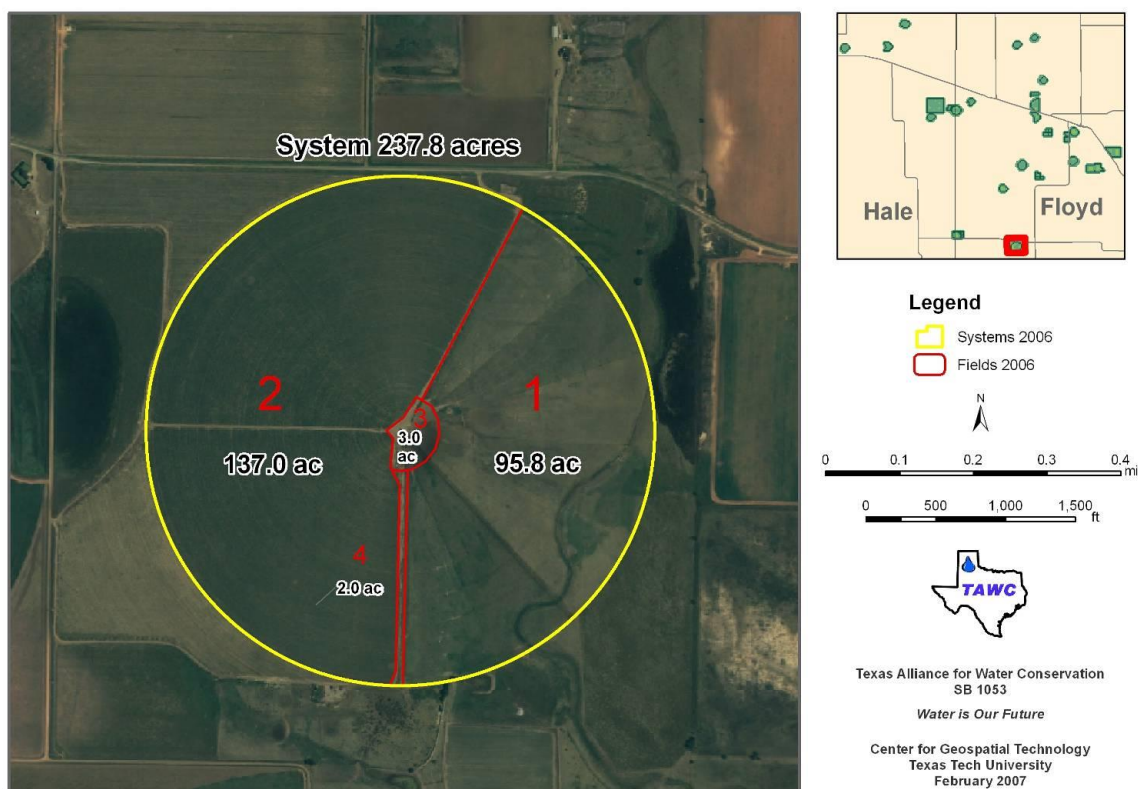 System 237.8 acres
2
137.0 ac
1
95.8 ac
3
3.0
ac
4
2.0 ac
Hale
Floyd
Legend
Systems 2006
Fields 2006
N
0 0.1 0.2 0.3 0.4
mi
0 500 1,000 1,500
ft
TAWC
Texas Alliance for Water Conservation
SB 1053
Water is Our Future
Center for Geospatial Technology
Texas Tech University
February 2007